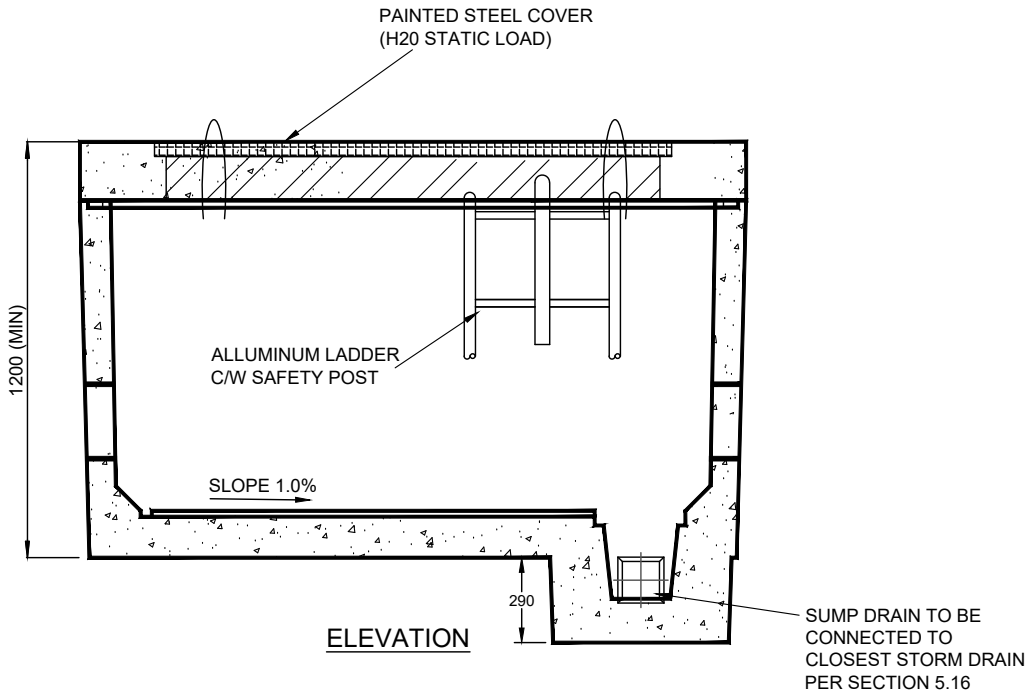 PAINTED STEEL COVER
(H20 STATIC LOAD)
1200 (MIN)
ALLUMINUM LADDER
C/W SAFETY POST
SLOPE 1.0%
290
ELEVATION
SUMP DRAIN TO BE
CONNECTED TO
CLOSEST STORM DRAIN
PER SECTION 5.16